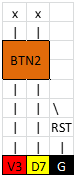 x x
| |
BTN2
| |
| | \
| | RST
| | |
V3 D7 G